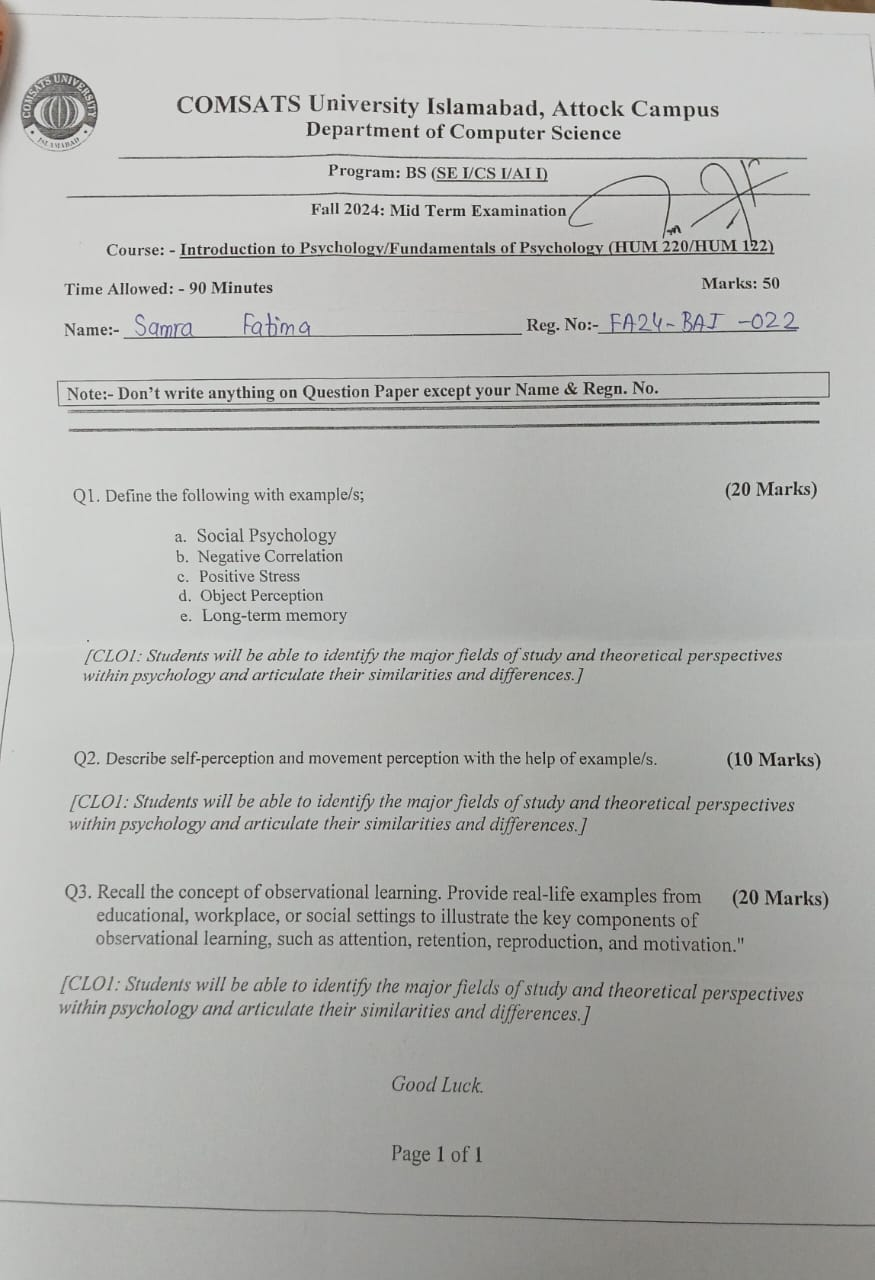 COMSATS UNIVERSITY
ISLAMABAD
COMSATS University Islamabad, Attock Campus
Department of Computer Science
Program: BS (SE I/CS I/AI I)
Fall 2024: Mid Term Examination
Course: - Introduction to Psychology/Fundamentals of Psychology (HUM 220/HUM 122)
Time Allowed: - 90 Minutes Marks: 50
Name:- Samra Fatima Reg. No:- FA24-BAI-022
Note:- Don't write anything on Question Paper except your Name & Regn. No.
Q1. Define the following with example/s; (20 Marks)
a. Social Psychology
b. Negative Correlation
c. Positive Stress
d. Object Perception
e. Long-term memory
[CLO1: Students will be able to identify the major fields of study and theoretical perspectives
within psychology and articulate their similarities and differences.]
Q2. Describe self-perception and movement perception with the help of example/s. (10 Marks)
[CLO1: Students will be able to identify the major fields of study and theoretical perspectives
within psychology and articulate their similarities and differences.]
Q3. Recall the concept of observational learning. Provide real-life examples from (20 Marks)
educational, workplace, or social settings to illustrate the key components of
observational learning, such as attention, retention, reproduction, and motivation."
[CLO1: Students will be able to identify the major fields of study and theoretical perspectives
within psychology and articulate their similarities and differences.]
Good Luck.
Page 1 of 1